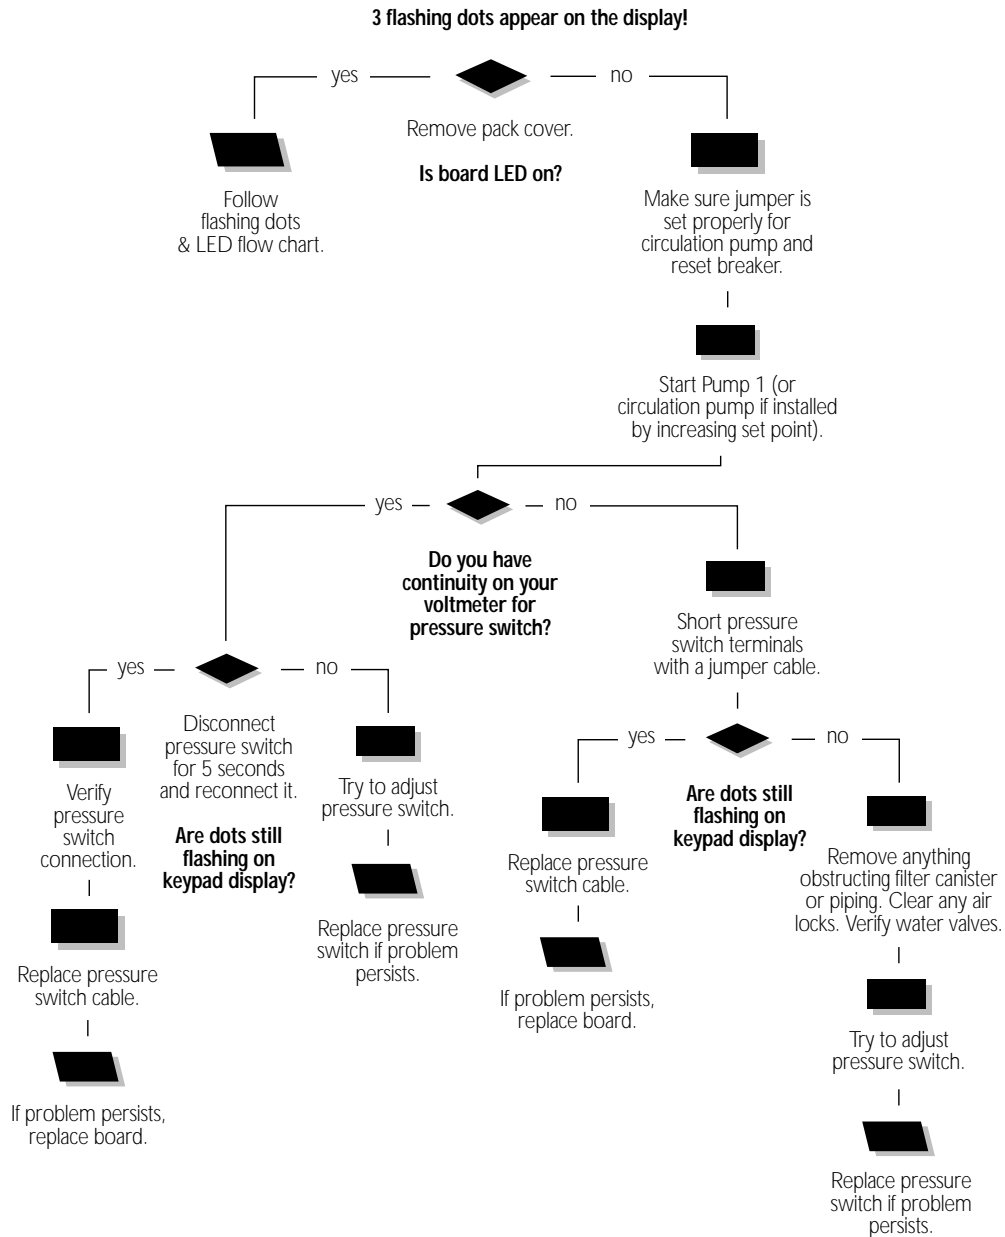 3 flashing dots appear on the display!
yes
no
Remove pack cover.
Is board LED on?
Follow
flashing dots
& LED flow chart.
Make sure jumper is
set properly for
circulation pump and
reset breaker.
Start Pump 1 (or
circulation pump if installed
by increasing set point).
yes
no
Do you have
continuity on your
voltmeter for
pressure switch?
Short pressure
switch terminals
with a jumper cable.
yes
no
Disconnect
pressure switch
for 5 seconds
and reconnect it.
Are dots still
flashing on
keypad display?
Verify
pressure
switch
connection.
Replace pressure
switch cable.
If problem persists,
replace board.
Try to adjust
pressure switch.
Replace pressure
switch if problem
persists.
yes
no
Are dots still
flashing on
keypad display?
Replace pressure
switch cable.
If problem persists,
replace board.
Remove anything
obstructing filter canister
or piping. Clear any air
locks. Verify water valves.
Try to adjust
pressure switch.
Replace pressure
switch if problem
persists.